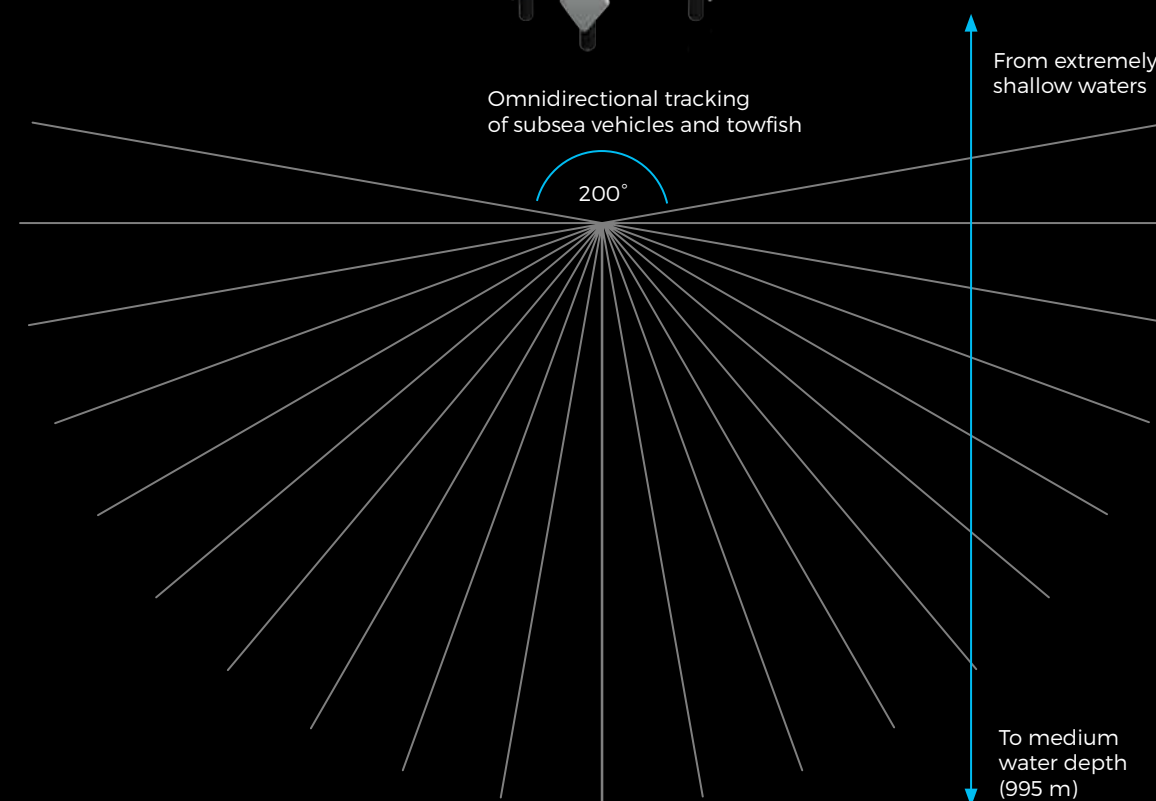 From extremely
shallow waters
Omnidirectional tracking
of subsea vehicles and towfish
200°
To medium
water depth
(995 m)